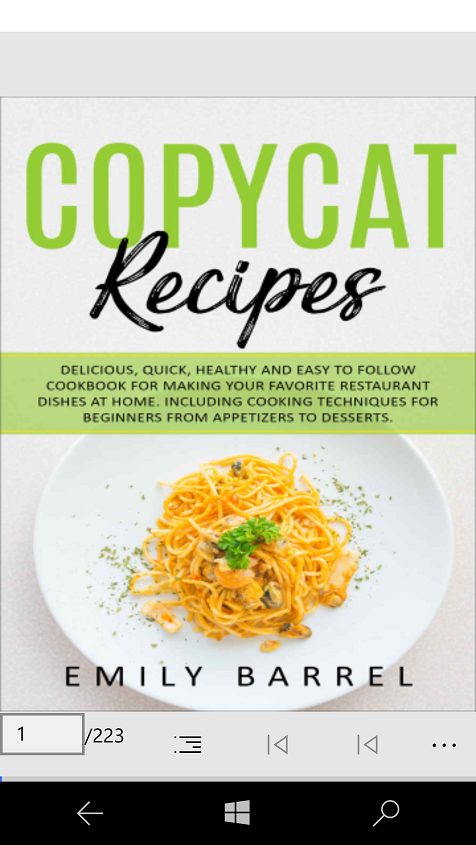 COPYCAT
Recipes
DELICIOUS, QUICK, HEALTHY AND EASY TO FOLLOW
COOKBOOK FOR MAKING YOUR FAVORITE RESTAURANT
DISHES AT HOME. INCLUDING COOKING TECHNIQUES FOR
BEGINNERS FROM APPETIZERS TO DESSERTS.
EMILY BARREL
1 /223